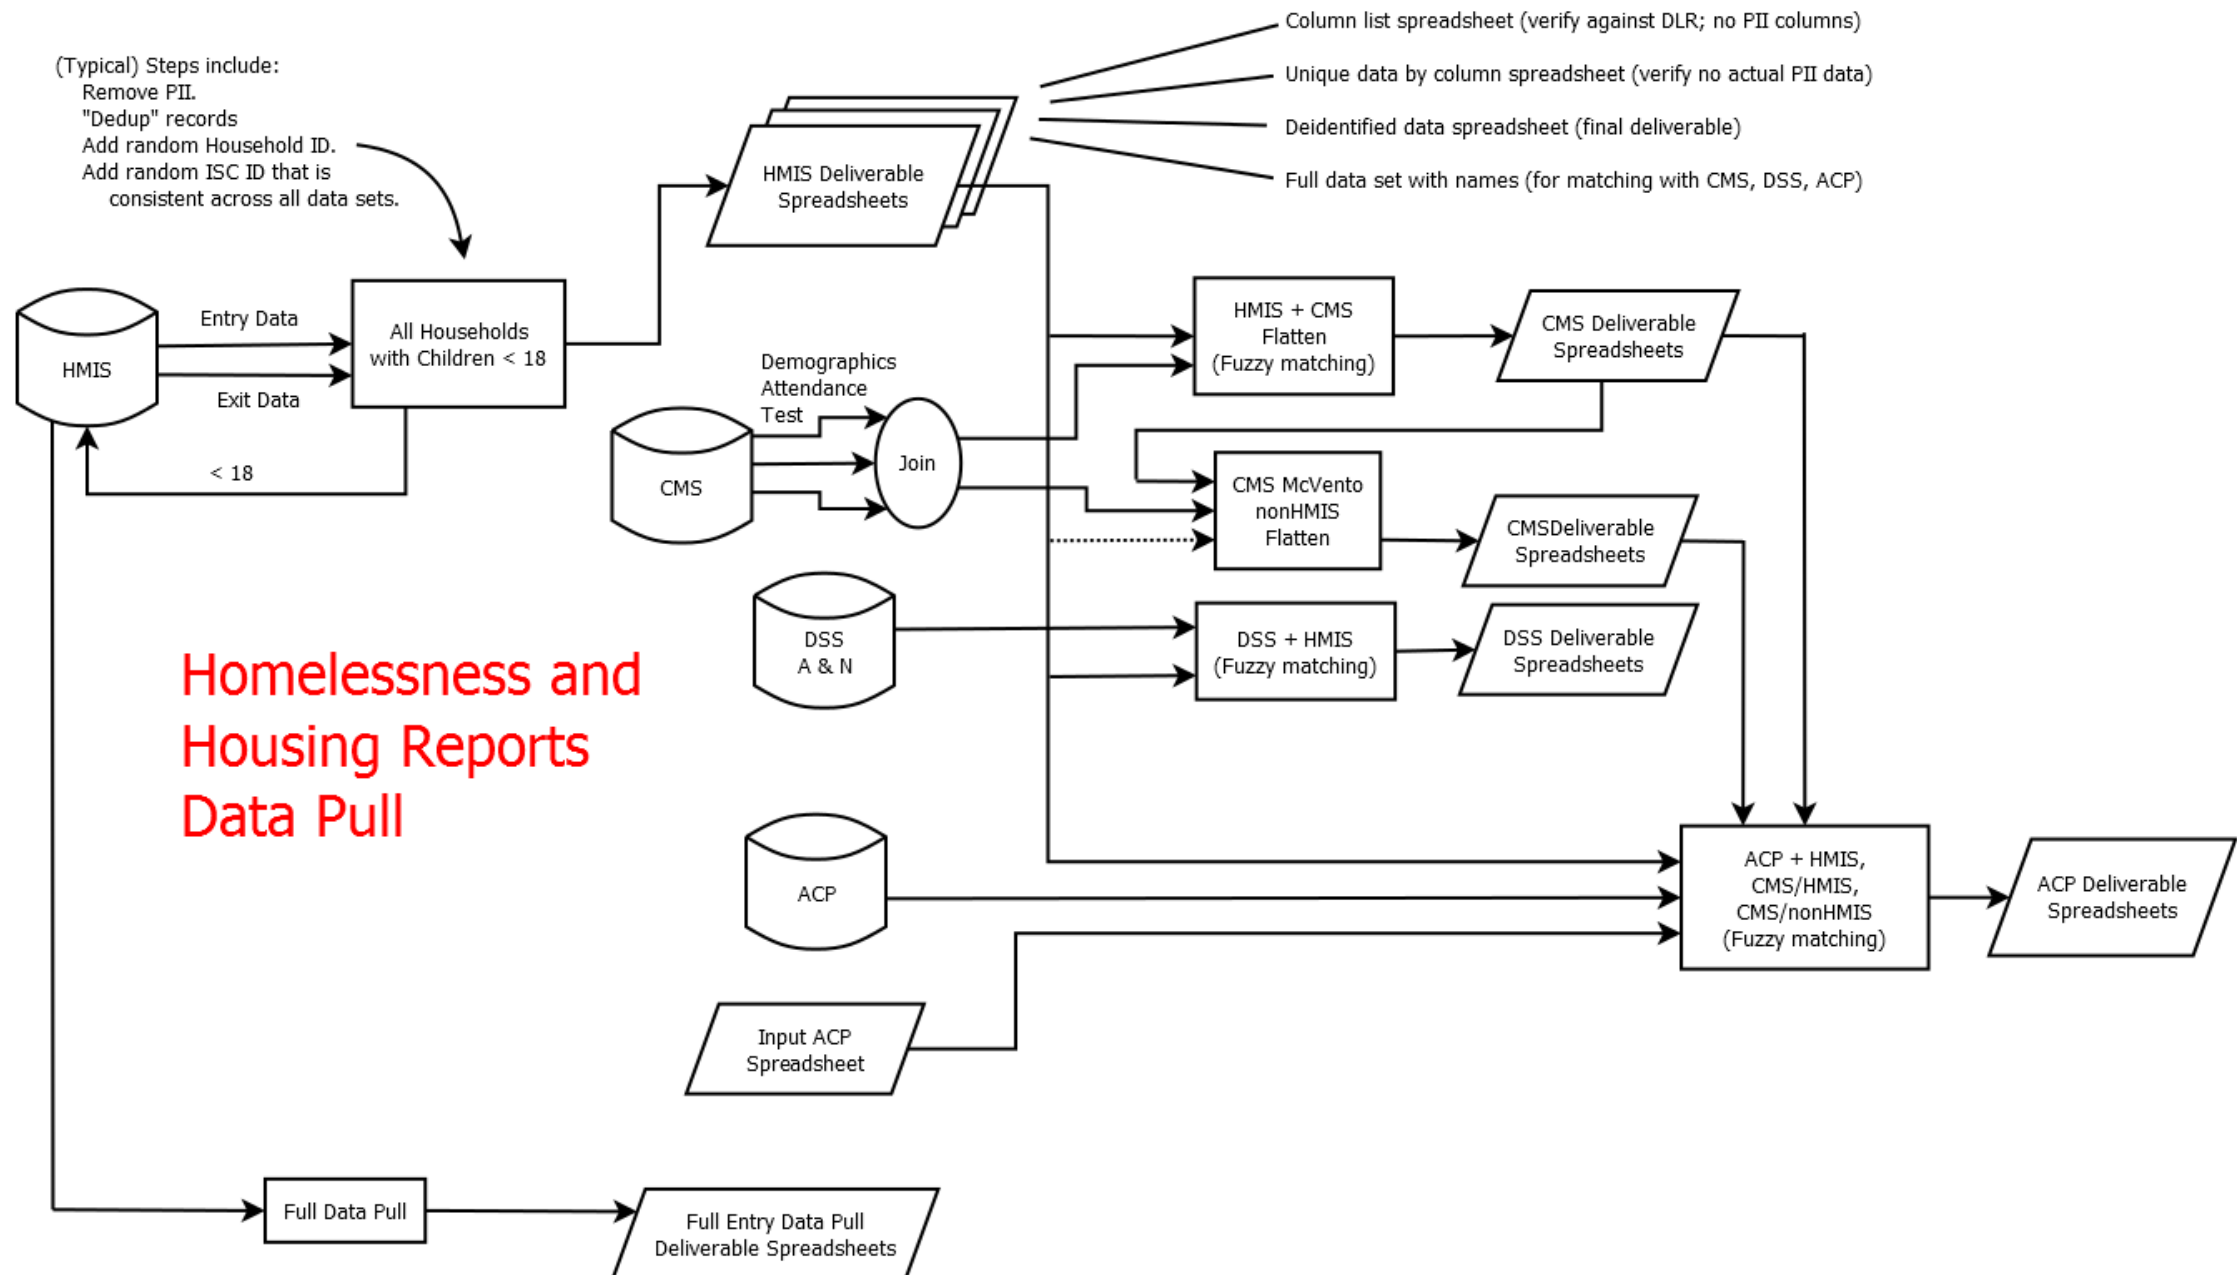 Column list spreadsheet (verify against DLR; no PII columns)
Unique data by column spreadsheet (verify no actual PII data)
Deidentified data spreadsheet (final deliverable)
Full data set with names (for matching with CMS, DSS, ACP)
(Typical) Steps include:
Remove PII.
"Dedup" records
Add random Household ID.
Add random ISC ID that is
consistent across all data sets.
HMIS Deliverable
Spreadsheets
HMIS
Entry Data
Exit Data
All Households
with Children < 18
< 18
HMIS + CMS
Flatten
(Fuzzy matching)
CMS Deliverable
Spreadsheets
Demographics
Attendance
Test
CMS
Join
CMS McVento
nonHMIS
Flatten
CMSDeliverable
Spreadsheets
DSS
A & N
DSS + HMIS
(Fuzzy matching)
DSS Deliverable
Spreadsheets
Homelessness and
Housing Reports
Data Pull
ACP
ACP + HMIS,
CMS/HMIS,
CMS/nonHMIS
(Fuzzy matching)
ACP Deliverable
Spreadsheets
Input ACP
Spreadsheet
Full Data Pull
Full Entry Data Pull
Deliverable Spreadsheets